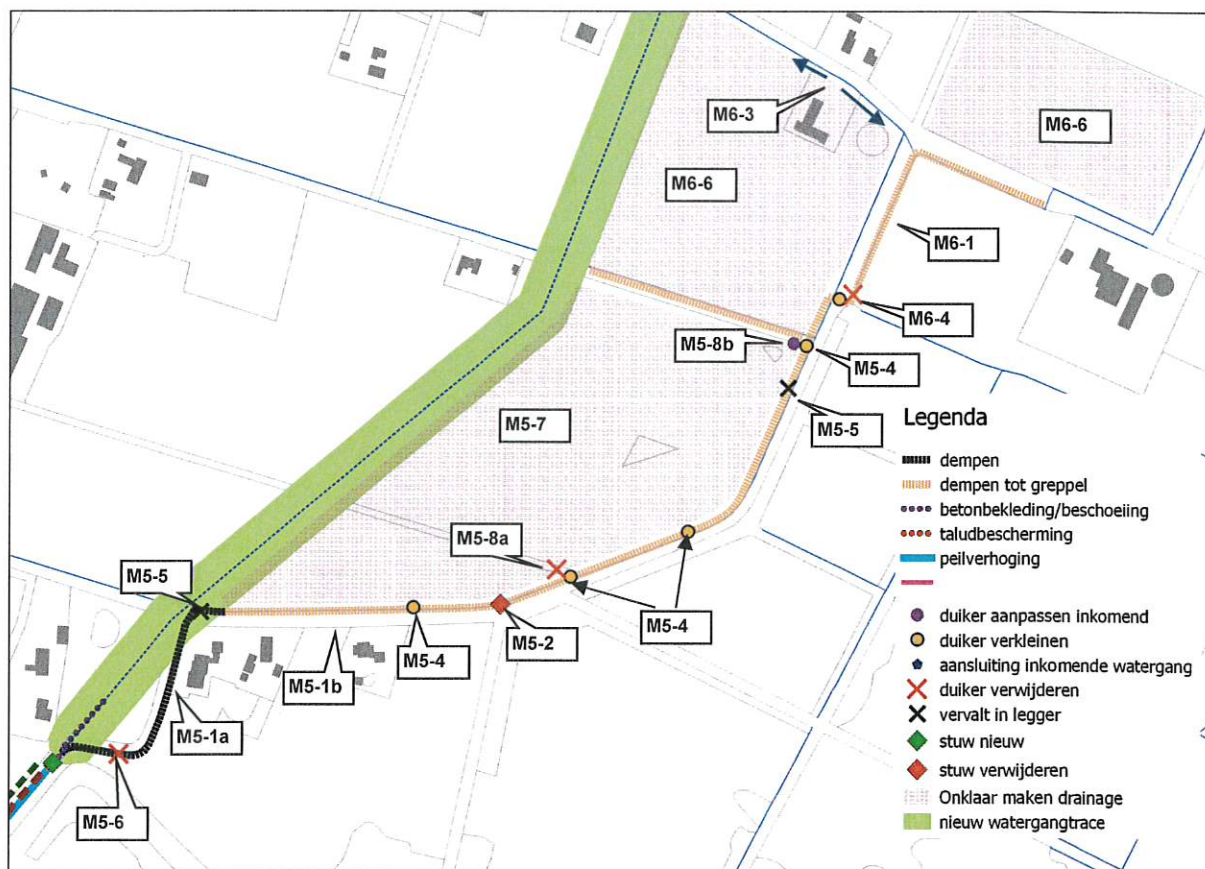 M6-3
M6-6
M6-6
M6-1
M6-4
M5-8b
M5-4
M5-5
M5-7
M5-8a
M5-5
M5-4
M5-2
M5-4
M5-1b
M5-1a
M5-6
Legenda
dempen
dempen tot greppel
betonbekleding/beschoeiing
taludbescherming
peilverhoging
duiker aanpassen inkomend
duiker verkleinen
aansluiting inkomende watergang
duiker verwijderen
vervalt in legger
stuw nieuw
stuw verwijderen
Onklaar maken drainage
nieuw watergangtrace